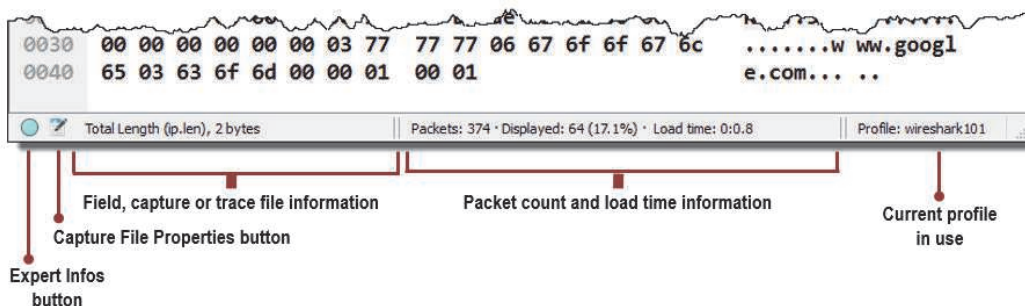 0030 00 00 00 00 00 00 03 77 77 77 06 67 6f 6f 67 6c .......w ww.googl
0040 65 03 63 6f 6d 00 00 01 00 01 e.com... ..
Total Length (ip.len), 2 bytes Packets: 374 · Displayed: 64 (17.1%) · Load time: 0:0.8 Profile: wireshark101
Field, capture or trace file information
Packet count and load time information
Current profile
in use
Capture File Properties button
Expert Infos
button